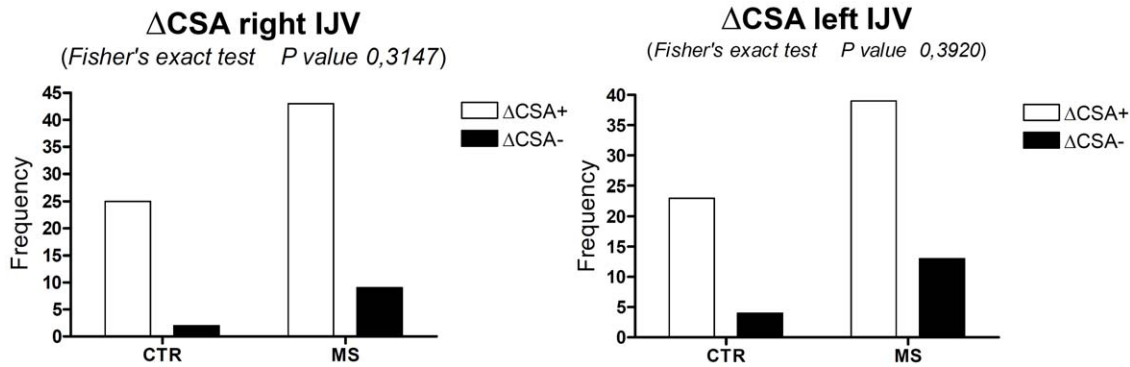 ΔCSA right IJV
(Fisher's exact test P value 0,3147)
45
40
35
30
25
20
15
10
5
0
Frequency
CTR
MS
ΔCSA+
ΔCSA-
ΔCSA left IJV
(Fisher's exact test P value 0,3920)
40
35
30
25
20
15
10
5
0
Frequency
CTR
MS
ΔCSA+
ΔCSA-